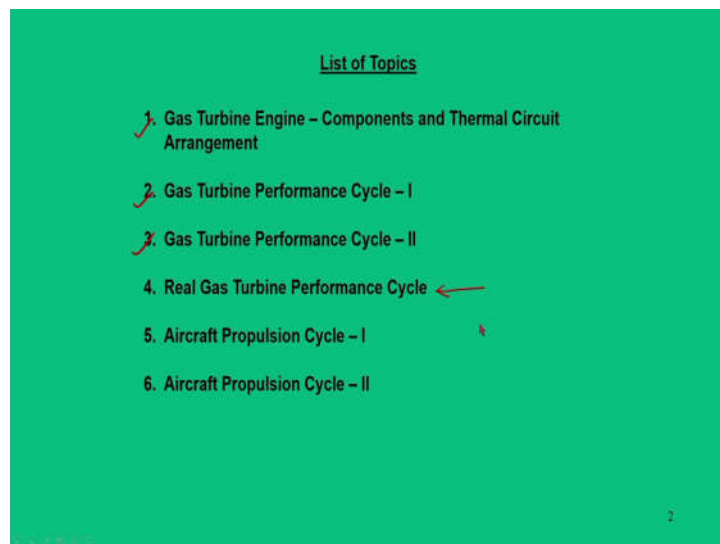 List of Topics
1. Gas Turbine Engine – Components and Thermal Circuit
Arrangement
2. Gas Turbine Performance Cycle – I
3. Gas Turbine Performance Cycle – II
4. Real Gas Turbine Performance Cycle
5. Aircraft Propulsion Cycle – I
6. Aircraft Propulsion Cycle – II
2